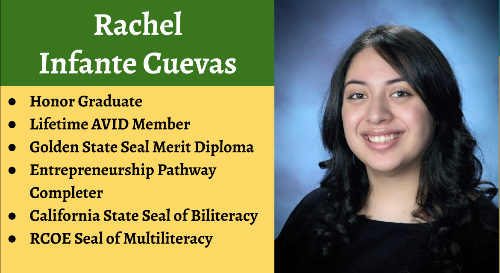 Rachel
Infante Cuevas
● Honor Graduate
● Lifetime AVID Member
● Golden State Seal Merit Diploma
● Entrepreneurship Pathway
Completer
● California State Seal of Biliteracy
● RCOE Seal of Multiliteracy